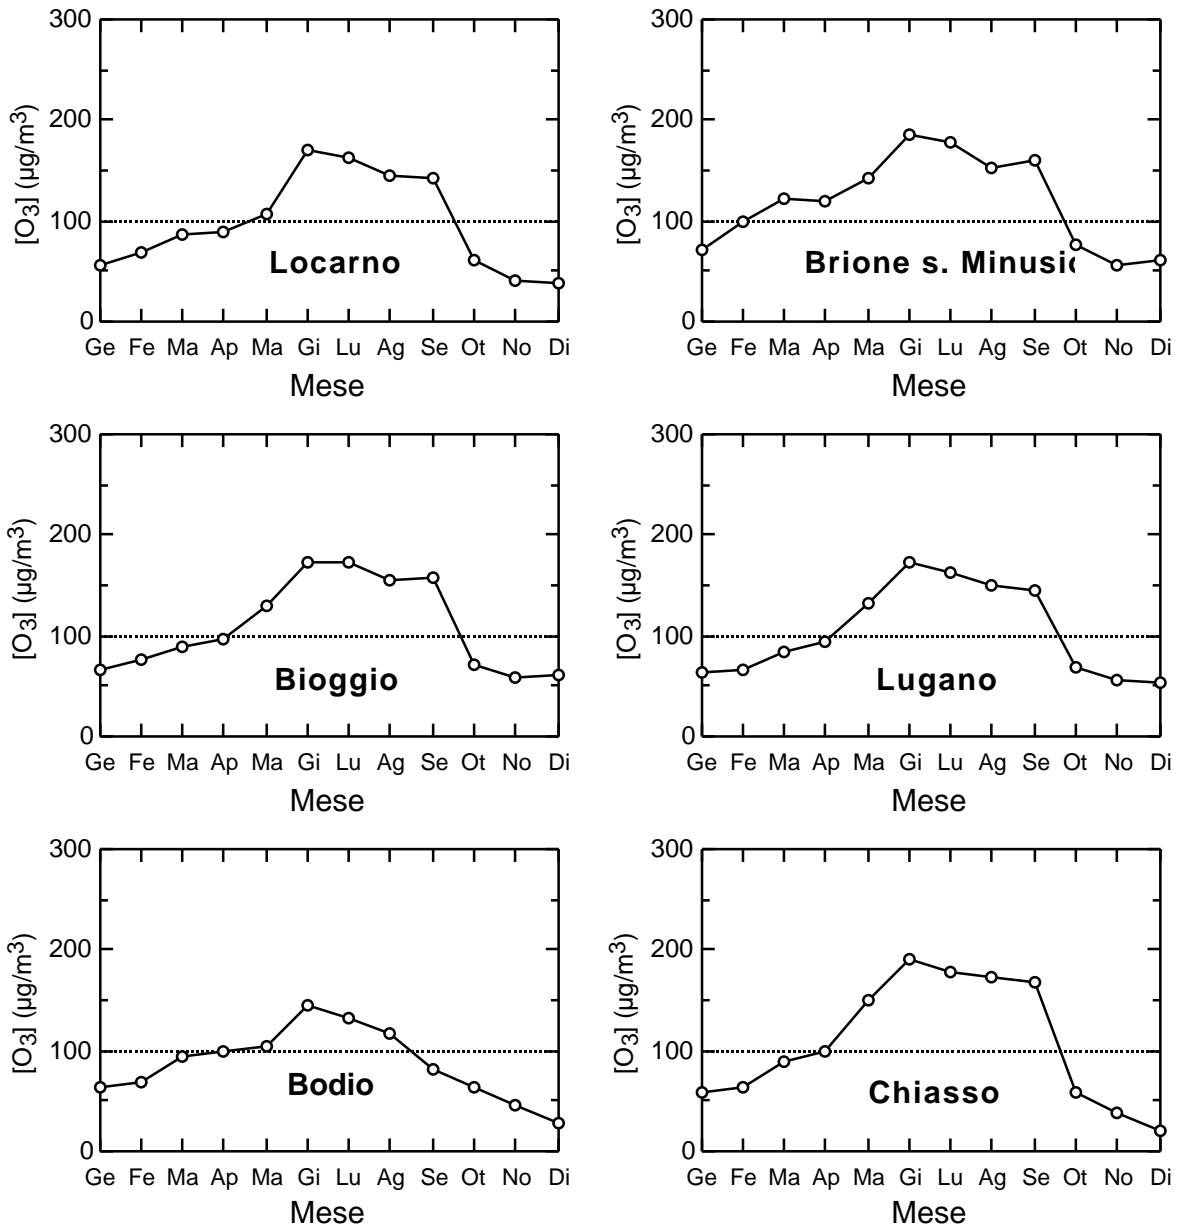 300
200
100
0
[O3] (µg/m3)
Locarno
Ge Fe Ma Ap Ma Gi Lu Ag Se Ot No Di
Mese
300
200
100
0
[O3] (µg/m3)
Brione s. Minusio
Ge Fe Ma Ap Ma Gi Lu Ag Se Ot No Di
Mese
300
200
100
0
[O3] (µg/m3)
Bioggio
Ge Fe Ma Ap Ma Gi Lu Ag Se Ot No Di
Mese
300
200
100
0
[O3] (µg/m3)
Lugano
Ge Fe Ma Ap Ma Gi Lu Ag Se Ot No Di
Mese
300
200
100
0
[O3] (µg/m3)
Bodio
Ge Fe Ma Ap Ma Gi Lu Ag Se Ot No Di
Mese
300
200
100
0
[O3] (µg/m3)
Chiasso
Ge Fe Ma Ap Ma Gi Lu Ag Se Ot No Di
Mese